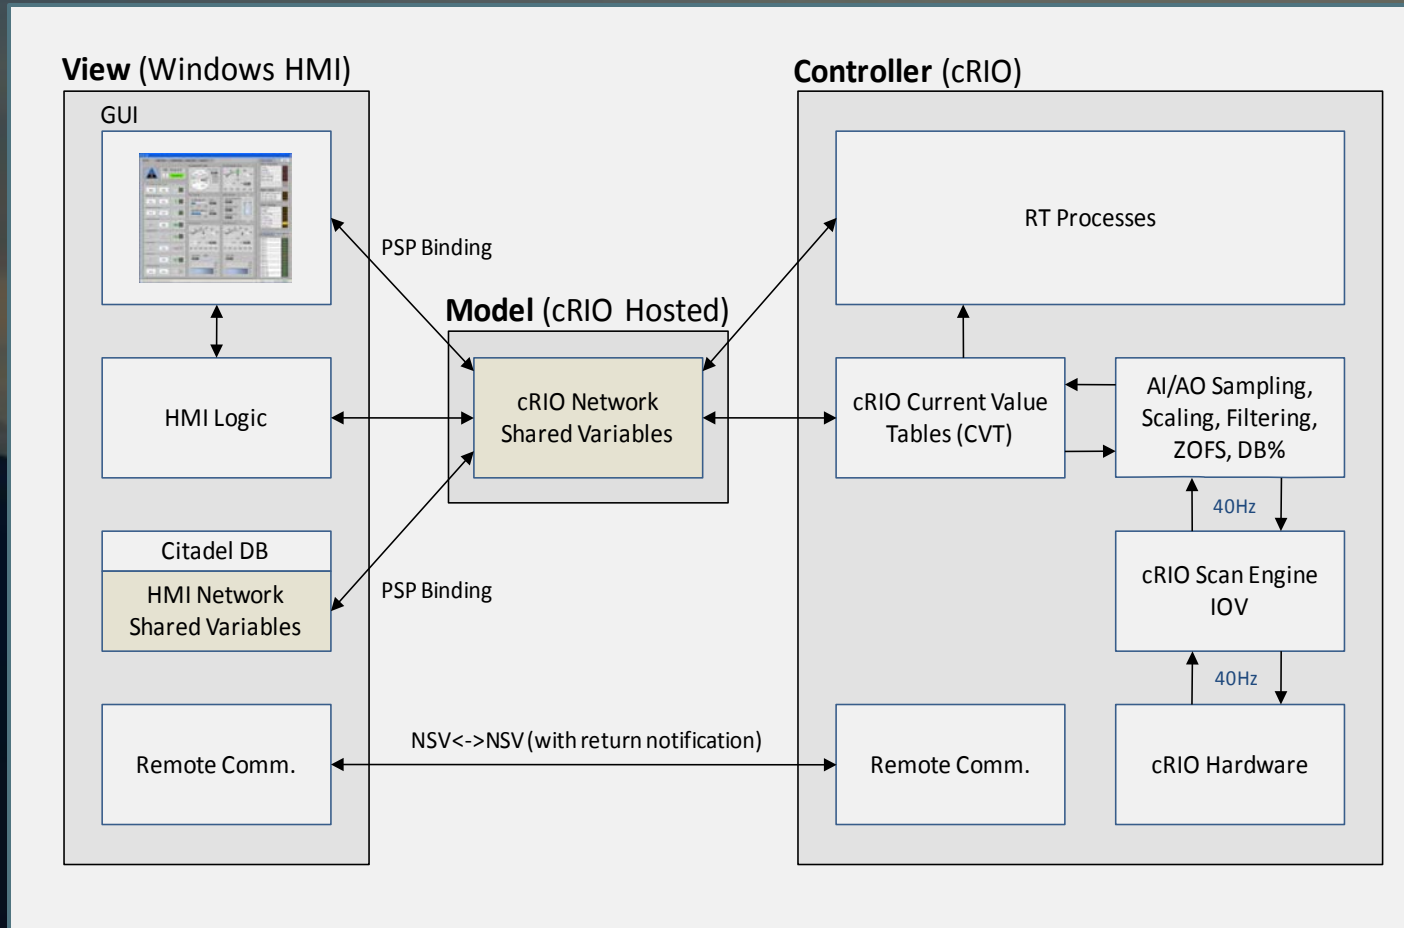 View (Windows HMI)
Controller (cRIO)
GUI
RT Processes
PSP Binding
Model (cRIO Hosted)
HMI Logic
cRIO Network
Shared Variables
cRIO Current Value
Tables (CVT)
AI/AO Sampling,
Scaling, Filtering,
ZOFS, DB%
40Hz
Citadel DB
HMI Network
Shared Variables
PSP Binding
cRIO Scan Engine
IOV
40Hz
Remote Comm.
NSV<->NSV (with return notification)
Remote Comm.
cRIO Hardware